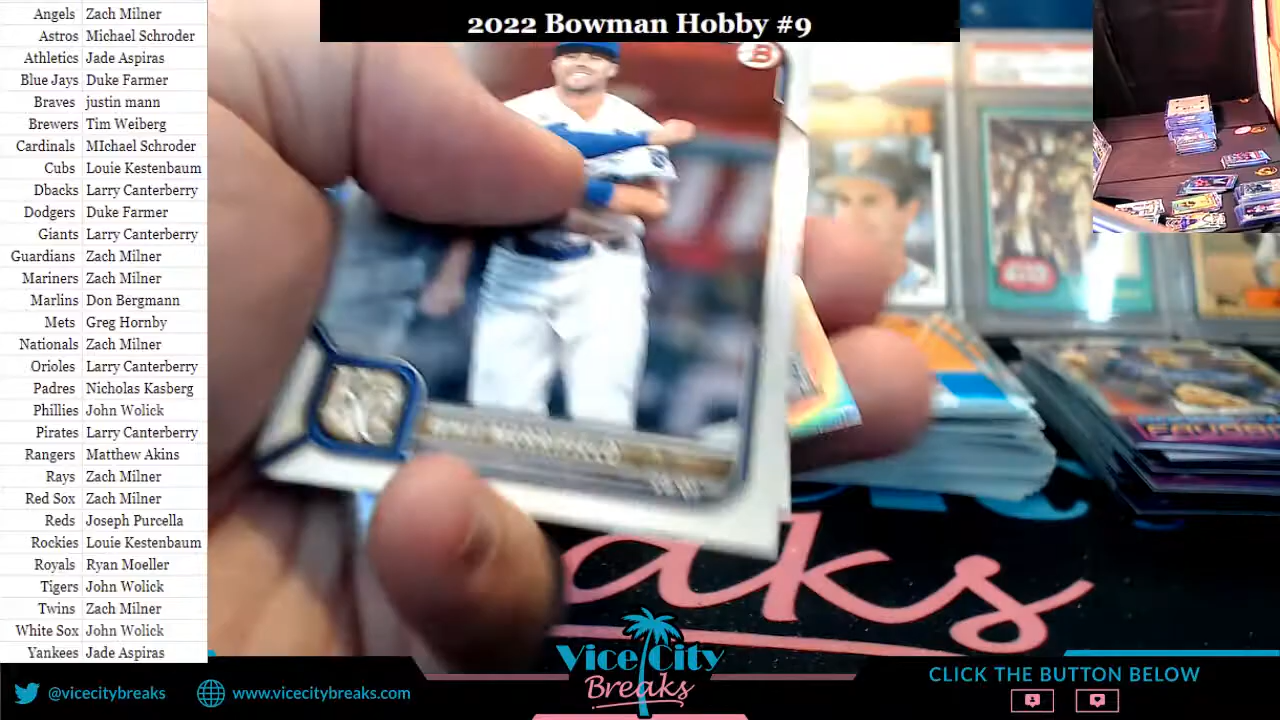 2022 Bowman Hobby #9
Angels Zach Milner
Astros Michael Schroder
Athletics Jade Aspiras
Blue Jays Duke Farmer
Braves justin mann
Brewers Tim Weiberg
Cardinals MIchael Schroder
Cubs Louie Kestenbaum
Dbacks Larry Canterberry
Dodgers Duke Farmer
Giants Larry Canterberry
Guardians Zach Milner
Mariners Zach Milner
Marlins Don Bergmann
Mets Greg Hornby
Nationals Zach Milner
Orioles Larry Canterberry
Padres Nicholas Kasberg
Phillies John Wolick
Pirates Larry Canterberry
Rangers Matthew Akins
Rays Zach Milner
Red Sox Zach Milner
Reds Joseph Purcella
Rockies Louie Kestenbaum
Royals Ryan Moeller
Tigers John Wolick
Twins Zach Milner
White Sox John Wolick
Yankees Jade Aspiras
B
aks
@vicecitybreaks
www.vicecitybreaks.com
Vice City
Breaks
CLICK THE BUTTON BELOW